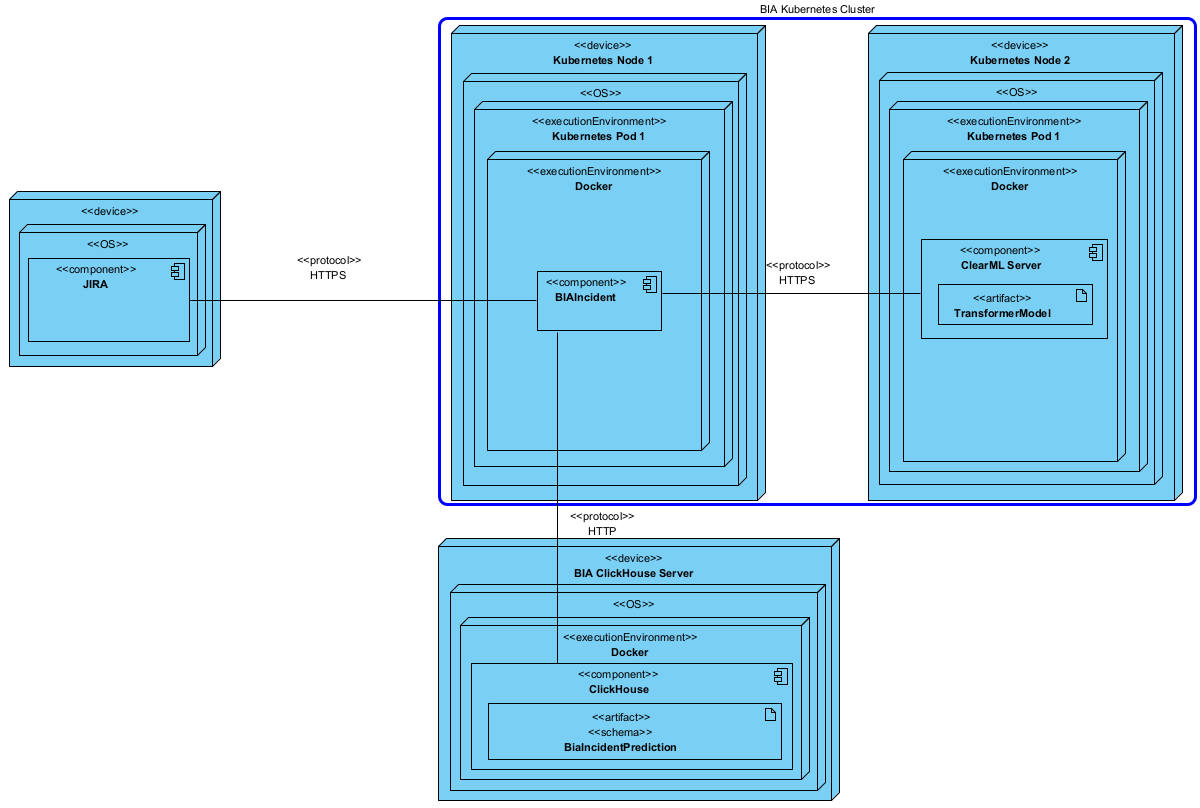 BIA Kubernetes Cluster
<<device>>
Kubernetes Node 1
<<OS>>
<<executionEnvironment>>
Kubernetes Pod 1
<<executionEnvironment>>
Docker
<<component>>
BIAIncident
<<device>>
Kubernetes Node 2
<<OS>>
<<executionEnvironment>>
Kubernetes Pod 1
<<executionEnvironment>>
Docker
<<component>>
ClearML Server
<<artifact>>
TransformerModel
<<device>>
<<OS>>
<<component>>
JIRA
<<protocol>>
HTTPS
<<protocol>>
HTTPS
<<protocol>>
HTTP
<<device>>
BIA ClickHouse Server
<<OS>>
<<executionEnvironment>>
Docker
<<component>>
ClickHouse
<<artifact>>
<<schema>>
BiaIncidentPrediction